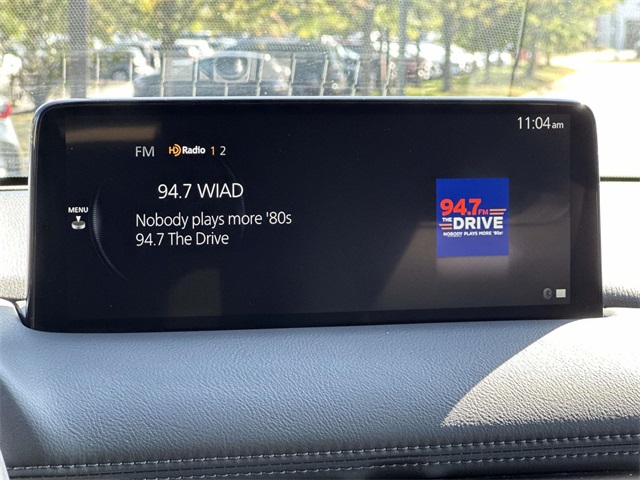 11:04am
FM HD Radio 1 2
94.7 WIAD
MENU
Nobody plays more '80s
94.7 The Drive
94.7 FM
THE DRIVE
NOBODY PLAYS MORE '80s!